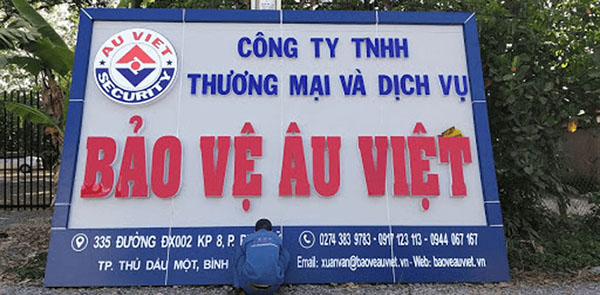 AU VIET
SECURITY
CÔNG TY TNHH
THƯƠNG MẠI VÀ DỊCH VỤ
BẢO VỆ ÂU VIỆT
335 ĐƯỜNG ĐX002 KP 8, P.
TP. THỦ DẦU MỘT, BÌNH
0274 383 9783 - 0917 123 113 - 0944 067 167
Email: xuanvan@baoveauviet.vn - Web: baoveauviet.vn